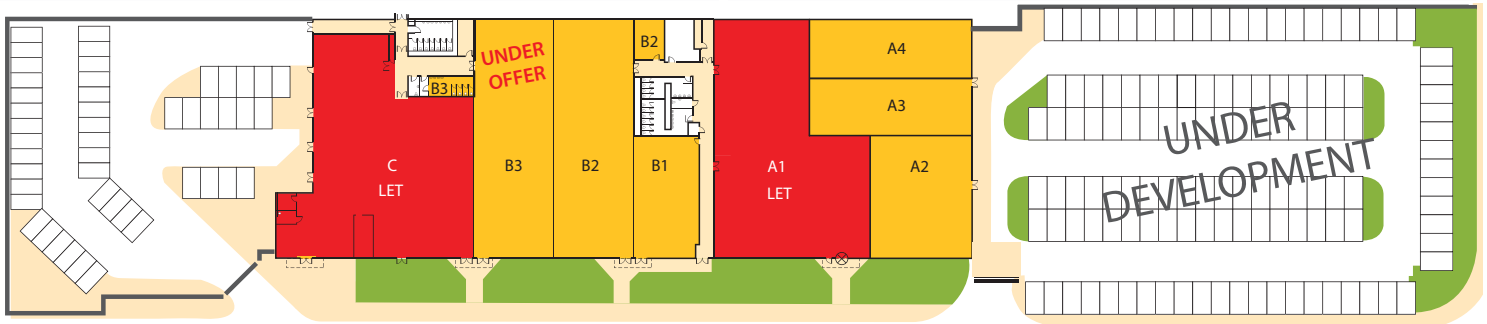 UNDER
OFFER
B2
A4
B3
A3
C
LET
B3
B2
B1
A1
LET
A2
UNDER
DEVELOPMENT